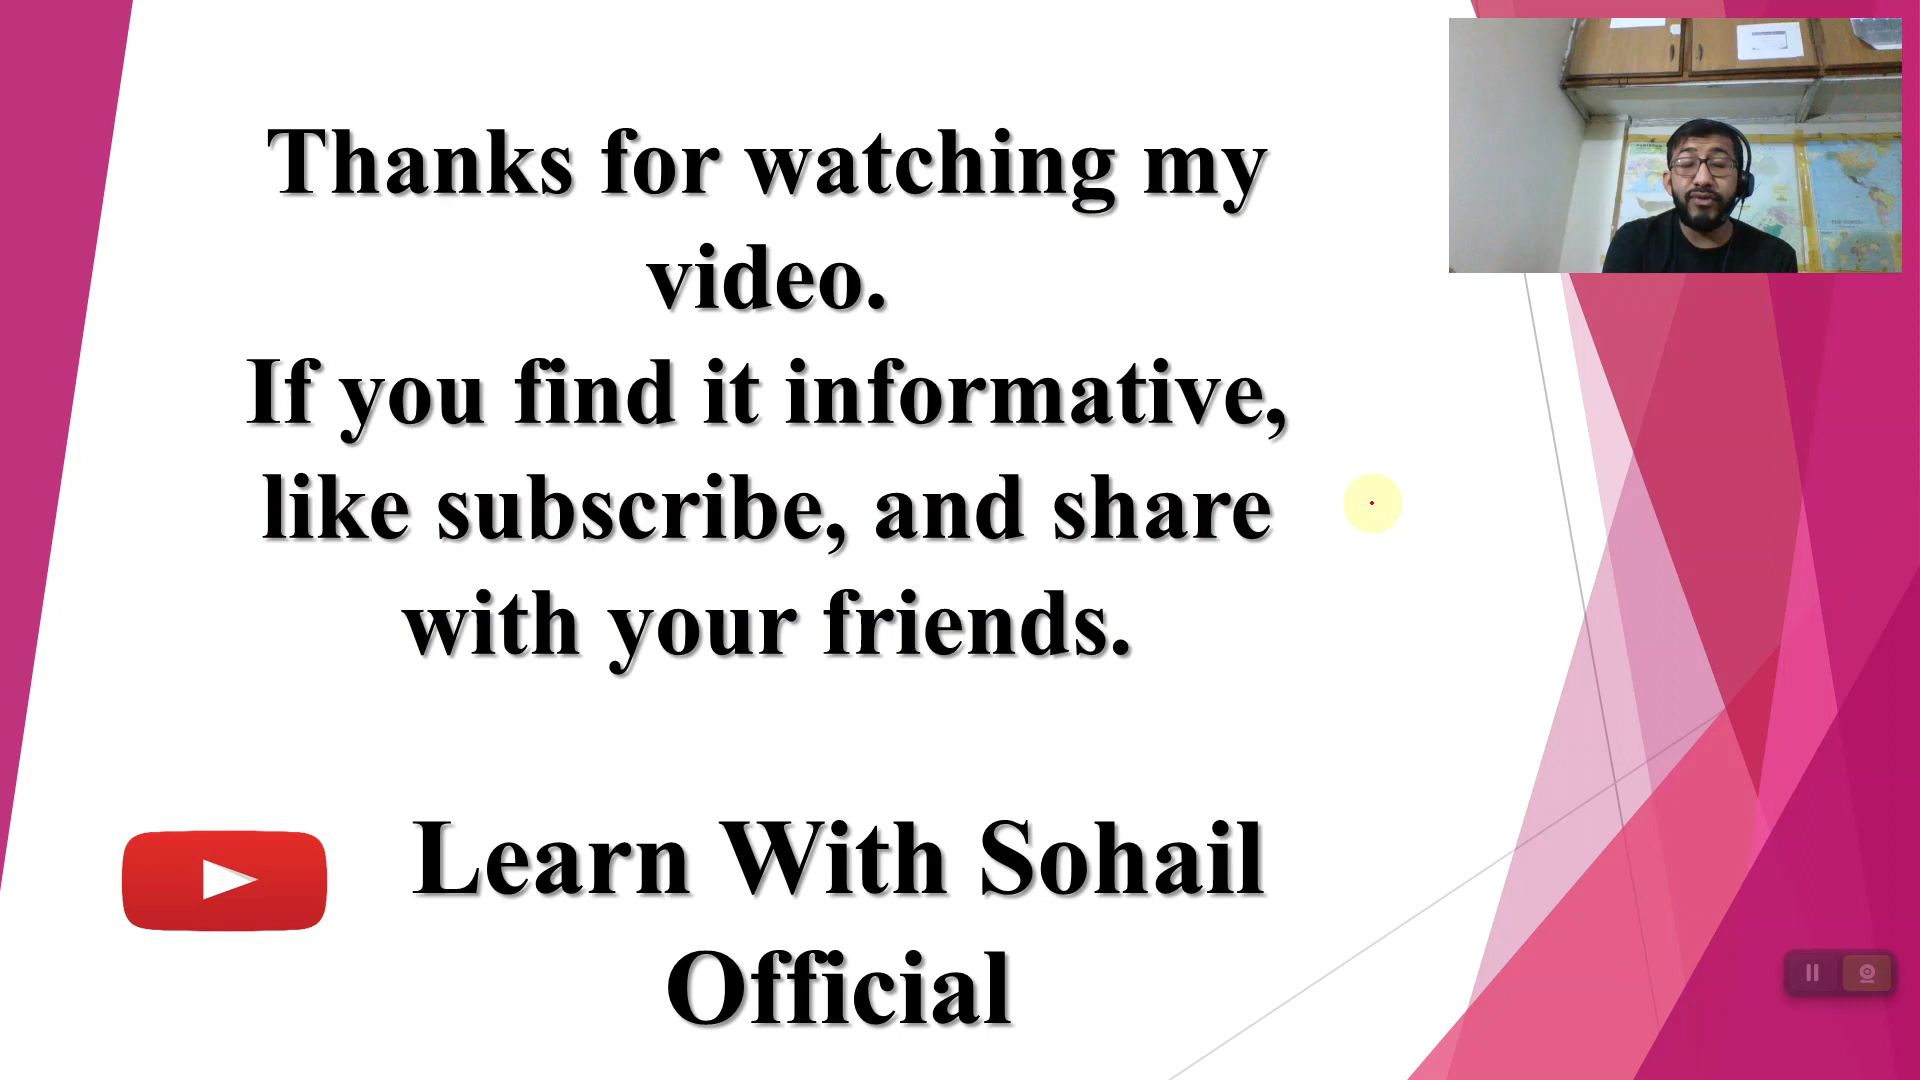 Thanks for watching my
video.
If you find it informative,
like subscribe, and share
with your friends.
Learn With Sohail
Official